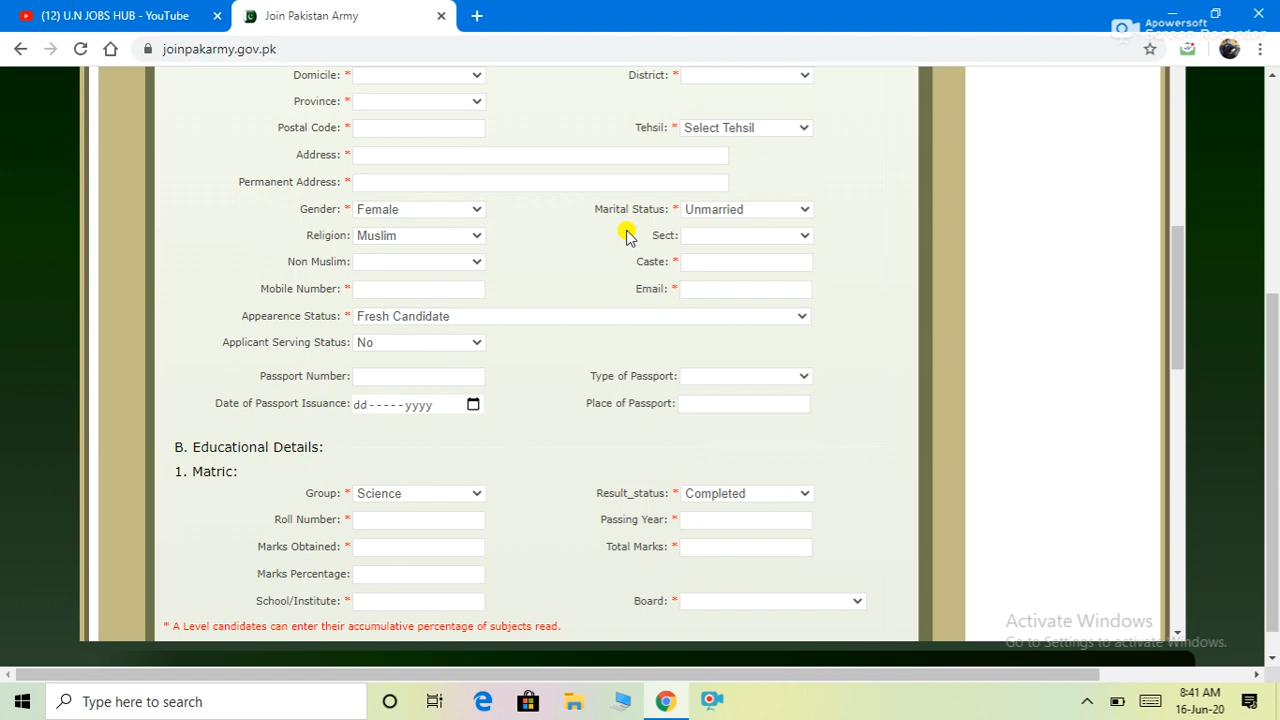 (12) U.N JOBS HUB - YouTube × Join Pakistan Army ×
Apowersoft
joinpakarmy.gov.pk
Domicile: * District: *
Province: *
Postal Code: * Tehsil: * Select Tehsil
Address: *
Permanent Address: *
Gender: * Female Marital Status: * Unmarried
Religion: Muslim Sect:
Non Muslim: Caste: *
Mobile Number: * Email: *
Appearence Status: * Fresh Candidate
Applicant Serving Status: No
Passport Number: Type of Passport:
Date of Passport Issuance: dd-----yyyy Place of Passport:
B. Educational Details:
1. Matric:
Group: * Science Result_status: * Completed
Roll Number: * Passing Year: *
Marks Obtained: * Total Marks: *
Marks Percentage:
School/Institute: * Board: *
* A Level candidates can enter their accumulative percentage of subjects read.
Activate Windows
Go to Settings to activate Windows.
Type here to search
8:41 AM
16-Jun-20